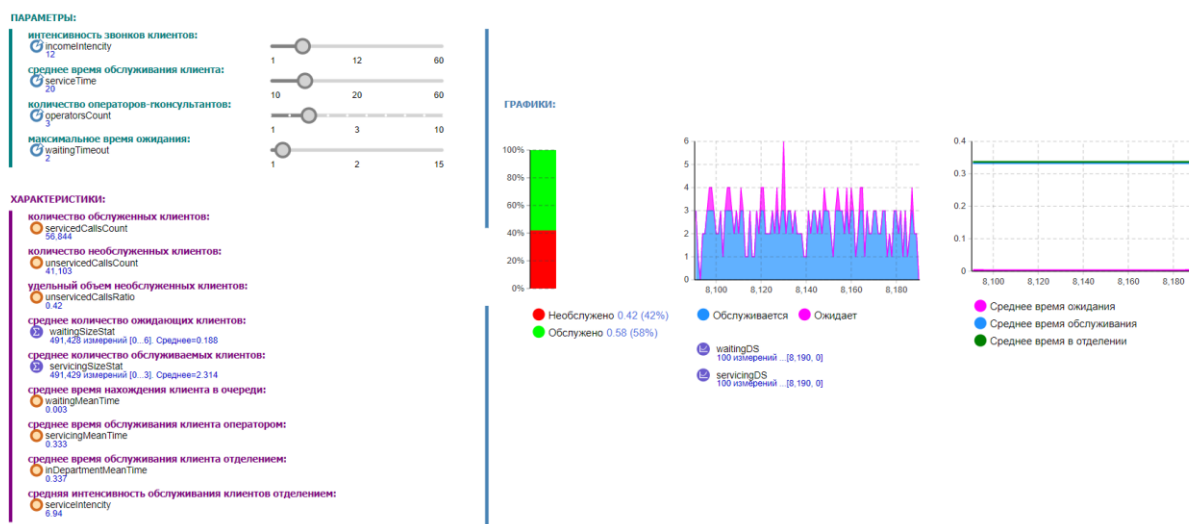 ПАРАМЕТРЫ:
интенсивность звонков клиентов:
incomeIntencity
12
1 12 60
среднее время обслуживания клиента:
serviceTime
20
10 20 60
количество операторов-гконсультантов:
operatorsCount
3
1 3 10
максимальное время ожидания:
waitingTimeout
2
1 2 15
ХАРАКТЕРИСТИКИ:
количество обслуженных клиентов:
servicedCallsCount
56,844
количество необслуженных клиентов:
unservicedCallsCount
41,103
удельный объем необслуженных клиентов:
unservicedCallsRatio
0.42
среднее количество ожидающих клиентов:
waitingSizeStat
491,428 измерений [0...6]. Среднее=0.188
среднее количество обслуживаемых клиентов:
servicingSizeStat
491,429 измерений [0...3]. Среднее=2.314
среднее время нахождения клиента в очереди:
waitingMeanTime
0.003
среднее время обслуживания клиента оператором:
servicingMeanTime
0.333
среднее время обслуживания клиента отделением:
inDepartmentMeanTime
0.337
средняя интенсивность обслуживания клиентов отделением:
serviceIntencity
6.94
ГРАФИКИ:
100%
80%
60%
40%
20%
0%
Необслужено 0.42 (42%)
Обслужено 0.58 (58%)
6
5
4
3
2
1
0
8,100 8,120 8,140 8,160 8,180
Обслуживается Ожидает
waitingDS
100 измерений ...[8,190, 0]
servicingDS
100 измерений ...[8,190, 0]
0.4
0.3
0.2
0.1
0
8,100 8,120 8,140 8,160 8,180
Среднее время ожидания
Среднее время обслуживания
Среднее время в отделении